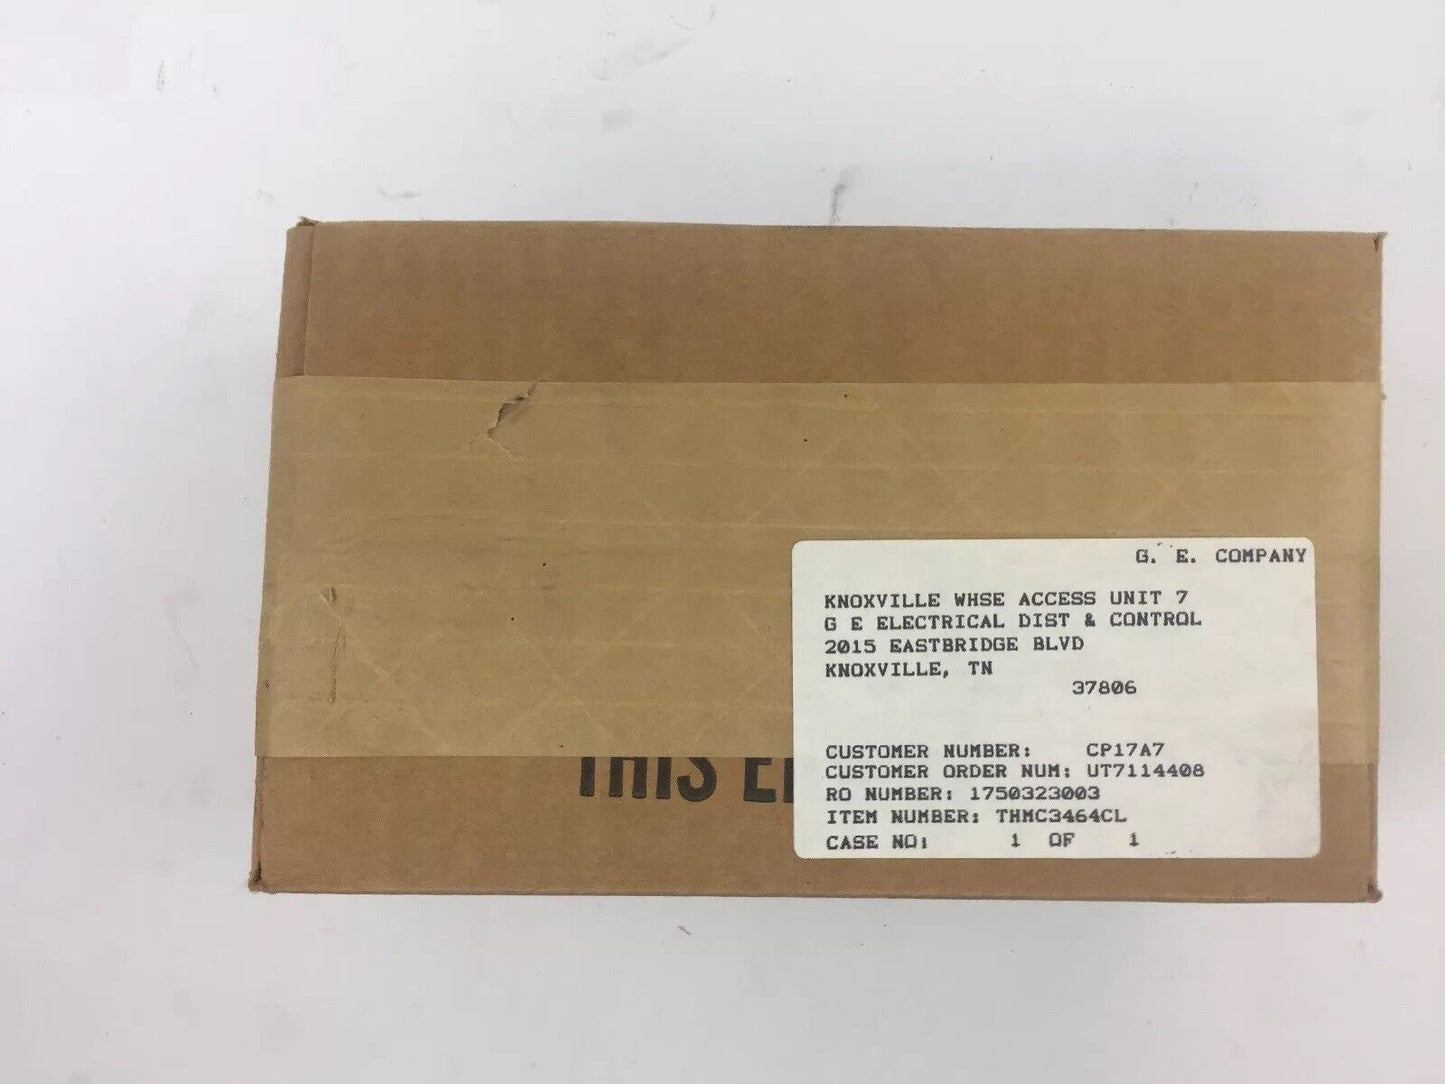 G. E. COMPANY
KNOXVILLE WHSE ACCESS UNIT 7
G E ELECTRICAL DIST & CONTROL
2015 EASTBRIDGE BLVD
KNOXVILLE, TN
37806
CUSTOMER NUMBER: CP17A7
CUSTOMER ORDER NUM: UT7114408
RO NUMBER: 1750323003
ITEM NUMBER: THMC3464CL
CASE NO: 1 OF 1
THIS